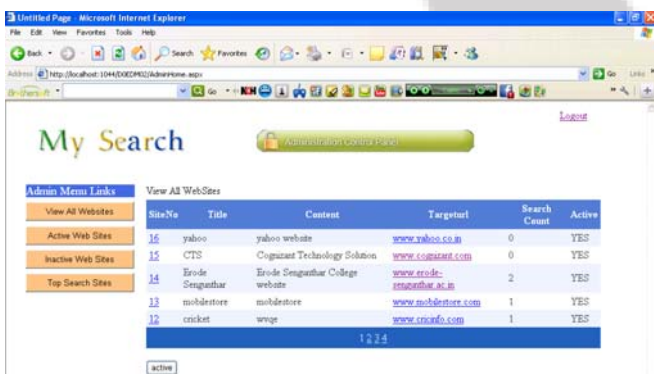 Untitled Page - Microsoft Internet Explorer
File Edit View Favorites Tools Help
Back Search Favorites
Address http://localhost:1044/DOEDM02/AdminHome.aspx Go Links
Go
Logout
My Search Administration Control Panel
Admin Menu Links View All WebSites
View All Websites
Active Web Sites
Inactive Web Sites
Top Search Sites
SiteNo Title Content Targeturl Search Count Active
16 yahoo yahoo website www.yahoo.co.in 0 YES
15 CTS Cognizant Technology Solution www.cognizant.com 0 YES
14 Erode Sengunthar Erode Sengunthar College website www.erode-sengunthar.ac.in 2 YES
13 mobilestore mobilestore www.mobilestore.com 1 YES
12 cricket wvqe www.cricinfo.com 1 YES
1 2 3 4
active